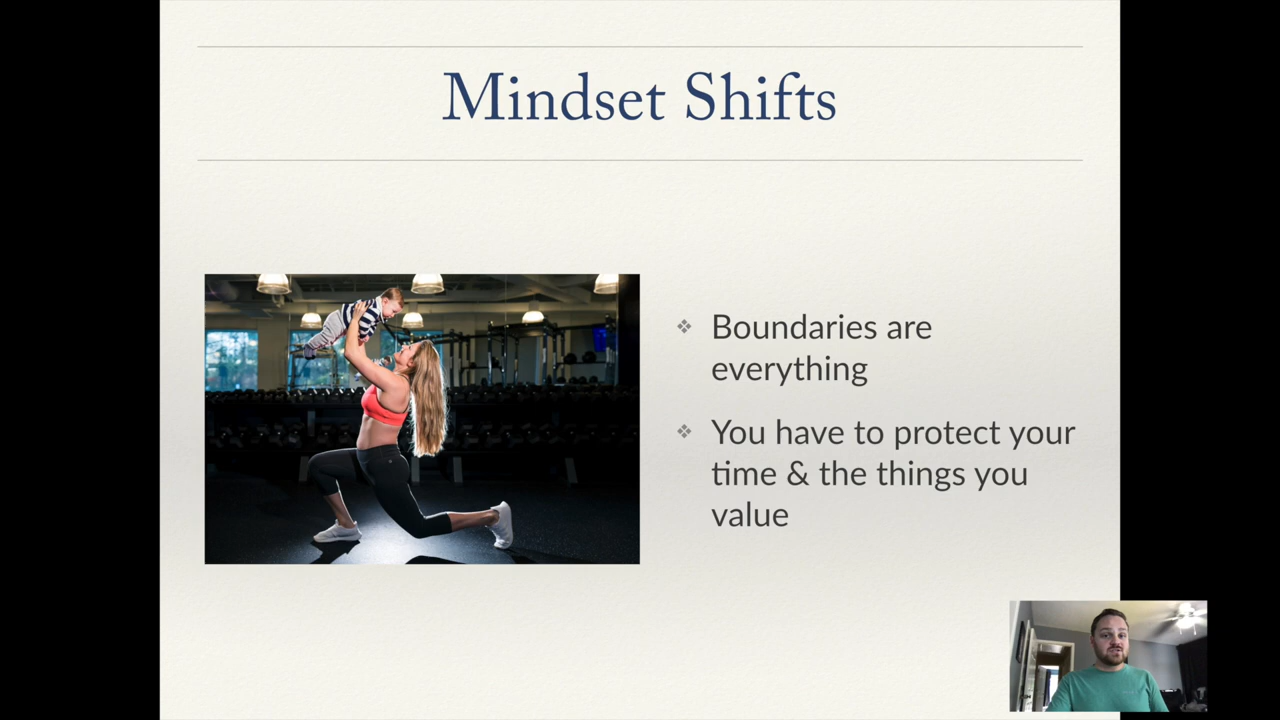 Mindset Shifts
Boundaries are
everything
You have to protect your
time & the things you
value